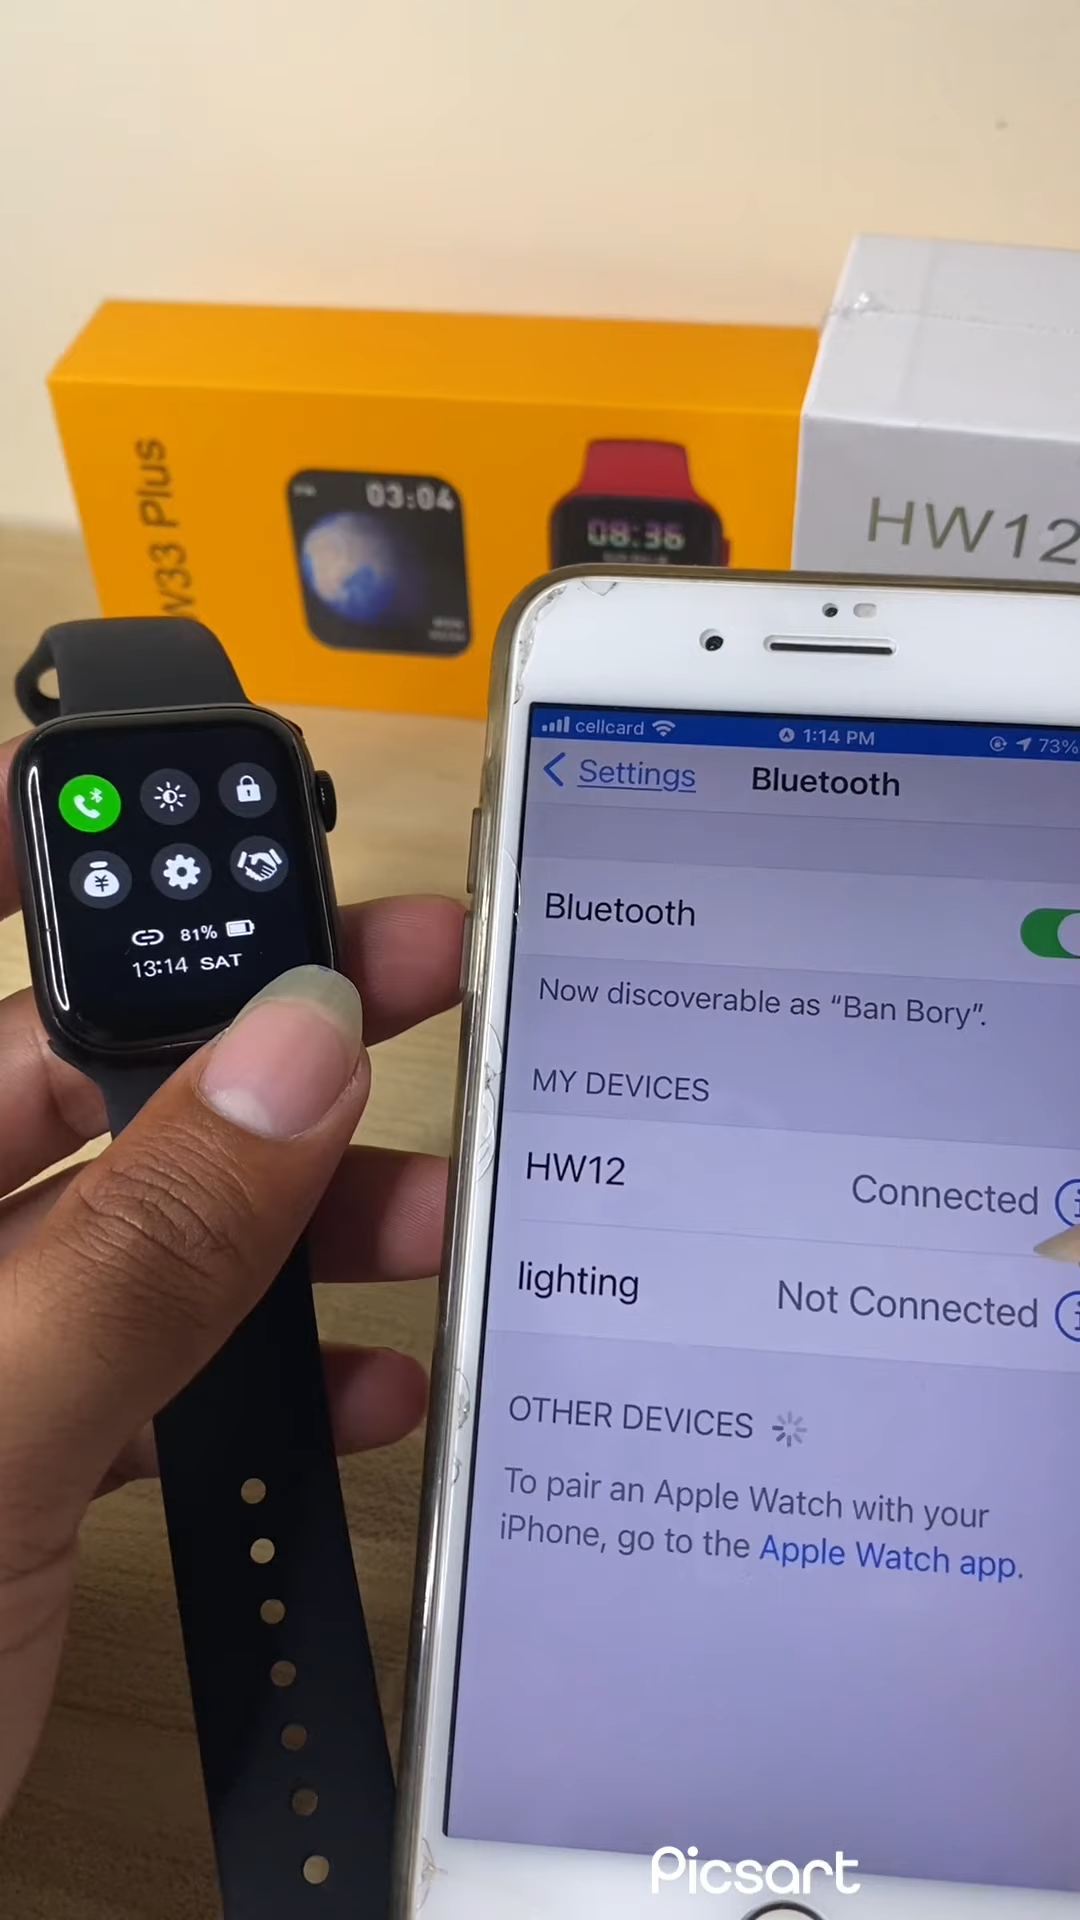 W33 Plus
03:04
08:36
HW12
81%
13:14 SAT
cellcard
1:14 PM
73%
Settings
Bluetooth
Bluetooth
Now discoverable as “Ban Bory”.
MY DEVICES
HW12
Connected
lighting
Not Connected
OTHER DEVICES
To pair an Apple Watch with your
iPhone, go to the Apple Watch app.
Picsart